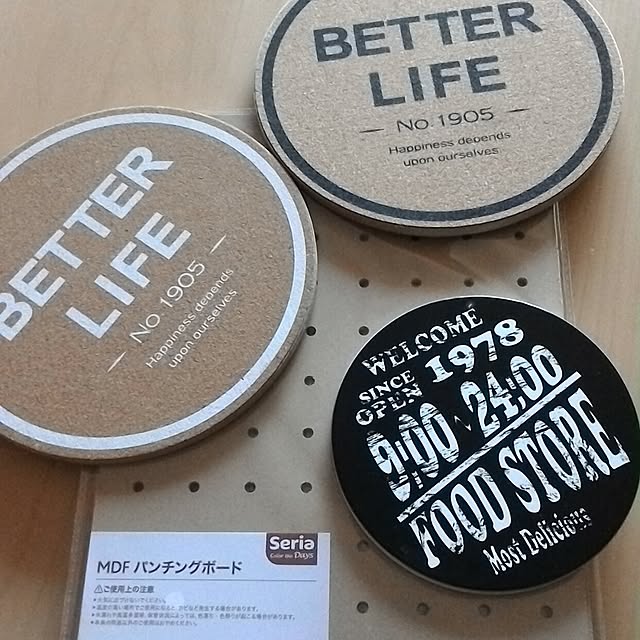 BETTER
LIFE
No.1905
Happiness depends
upon ourselves
BETTER
LIFE
No.1905
Happiness depends
upon ourselves
WELCOME
SINCE 1978
OPEN
9:00~24:00
FOOD STORE
Most Delicious
Seria
Color the Days
MDF パンチングボード
⚠ご使用上の注意